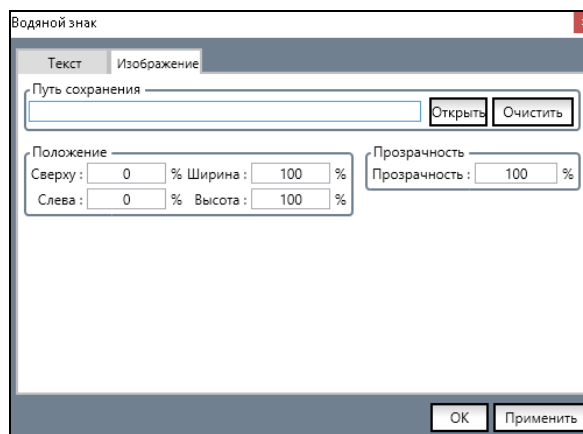 Водяной знак
Текст Изображение
Путь сохранения
Открыть Очистить
Положение Прозрачность
Сверху : 0 % Ширина : 100 % Прозрачность : 100 %
Слева : 0 % Высота : 100 %
OK Применить